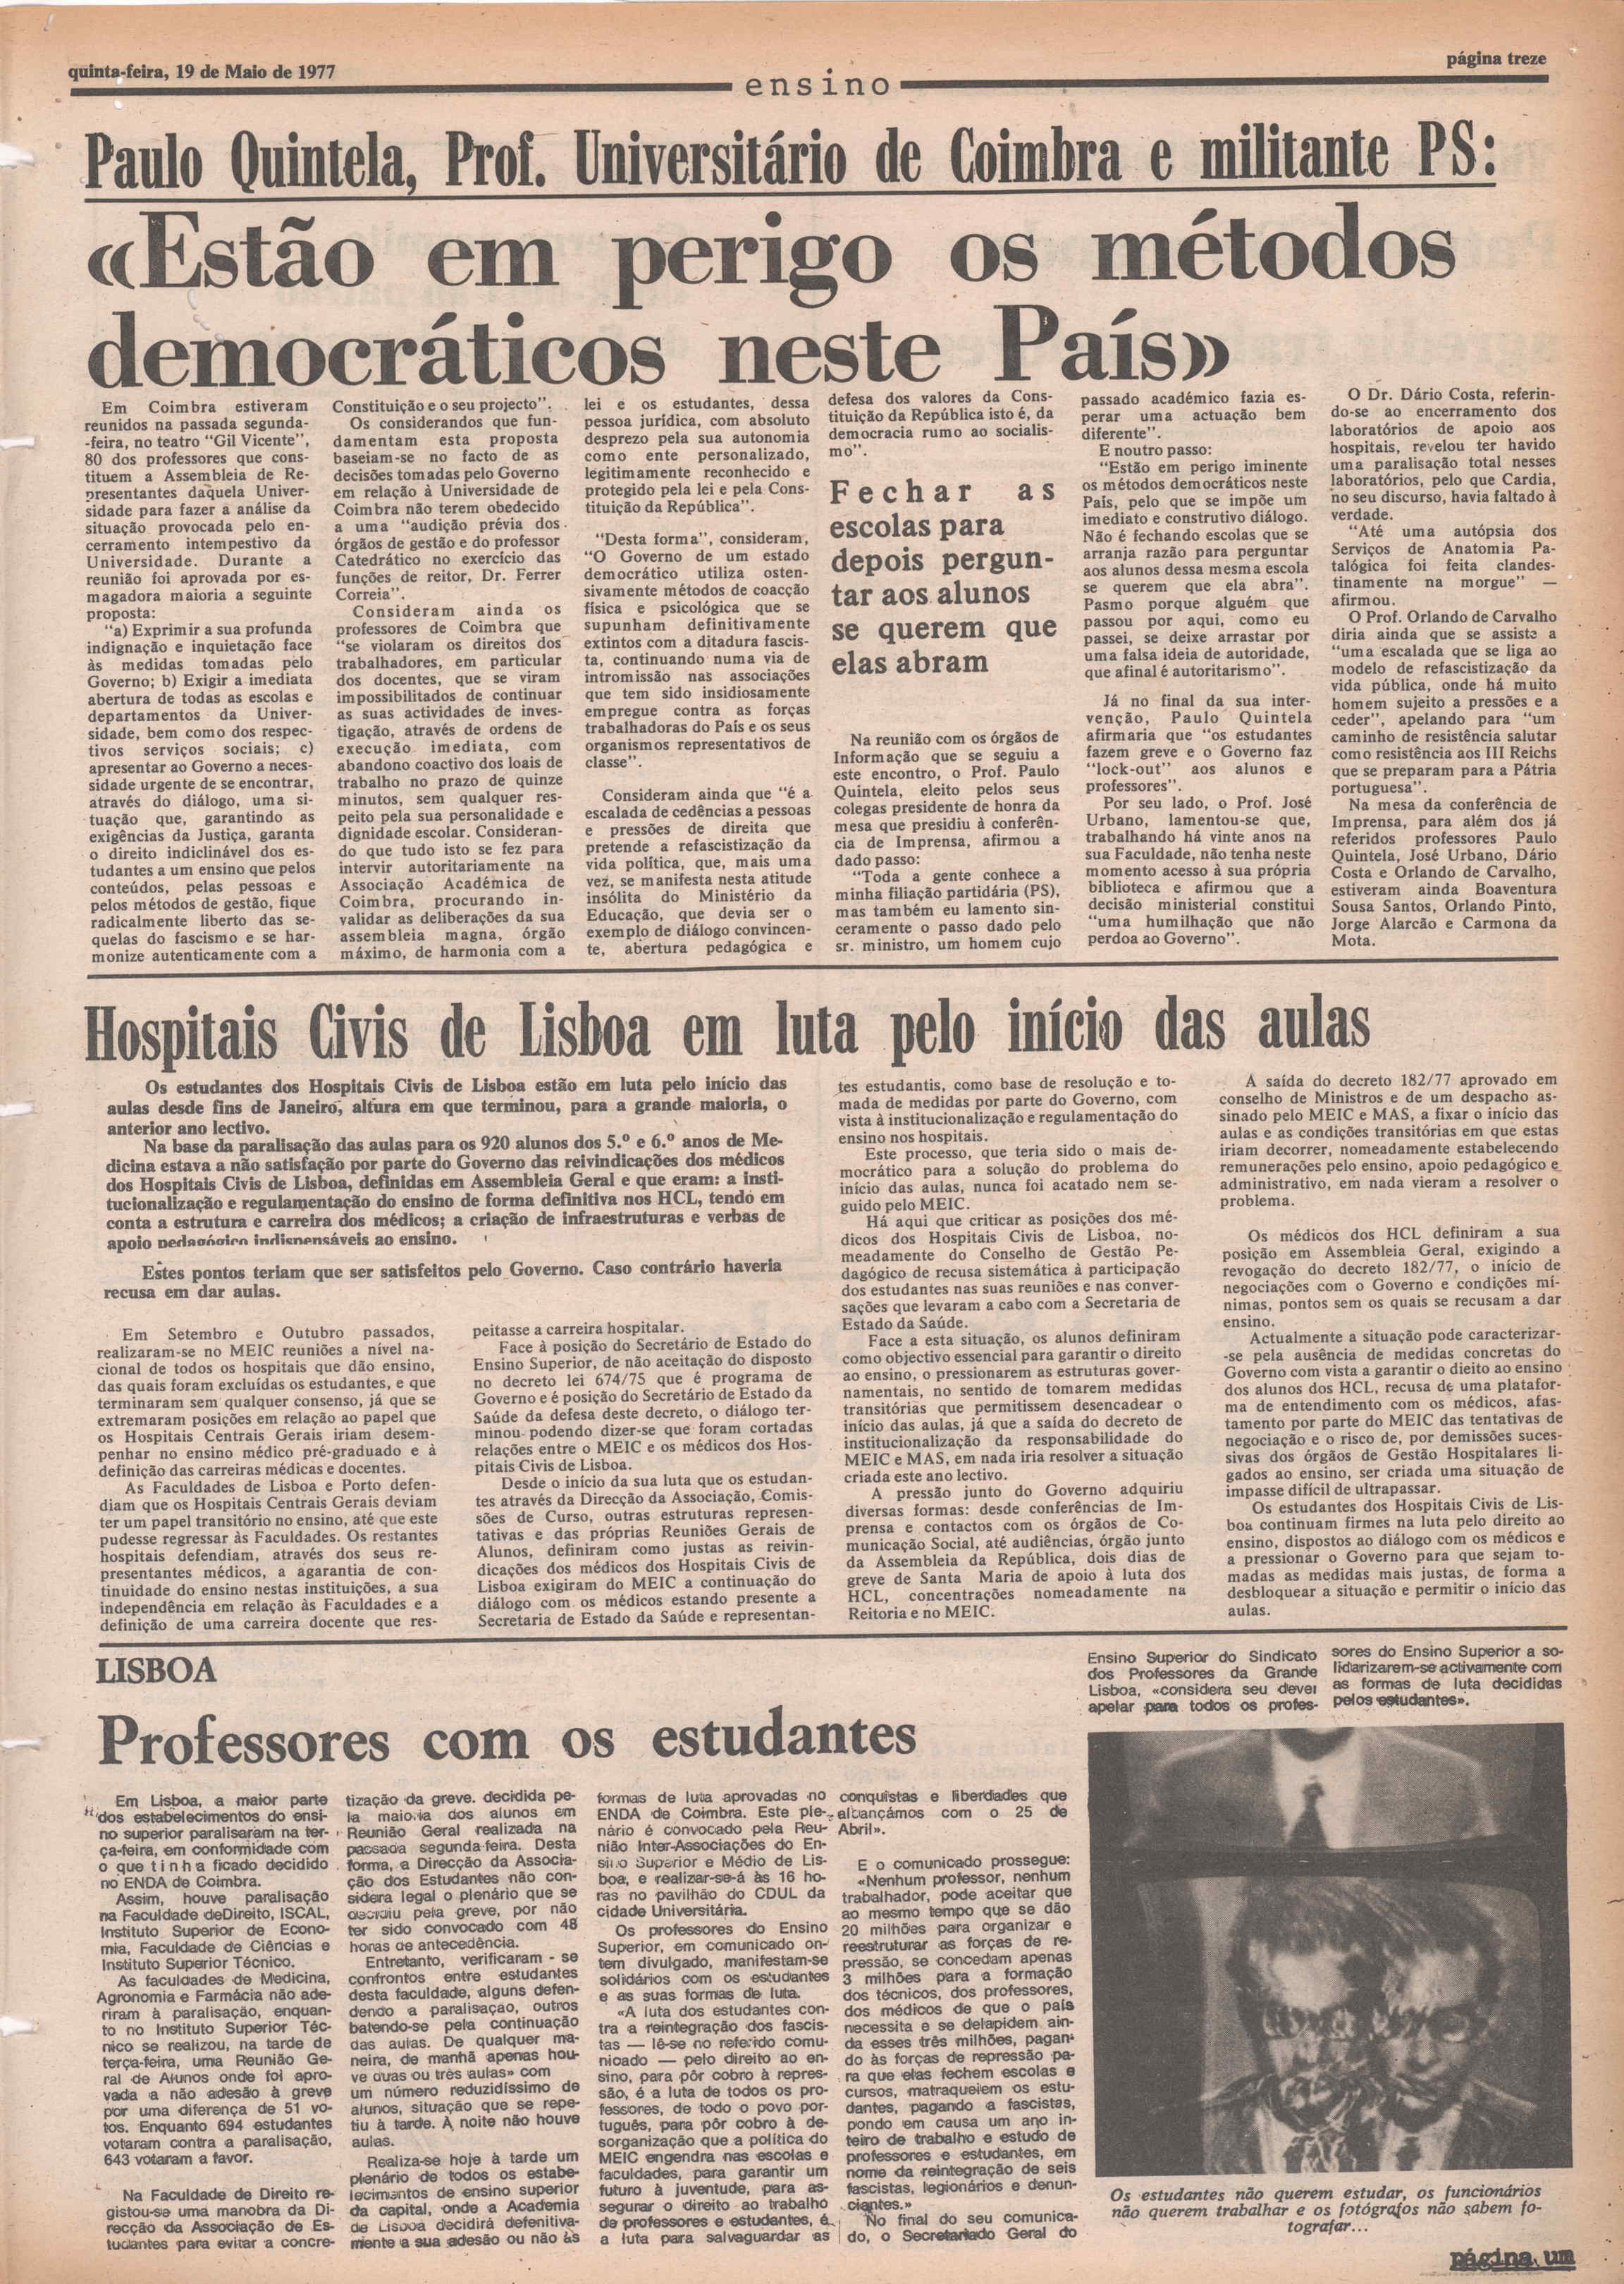 quinta-feira, 19 de Maio de 1977
ensino
página treze
Paulo Quintela, Prof. Universitário de Coimbra e militante PS:
«Estão em perigo os métodos
democráticos neste País»
Em Coimbra estiveram
reunidos na passada segunda-
-feira, no teatro "Gil Vicente",
80 dos professores que cons-
tituem a Assembleia de Re-
presentantes daquela Univer-
sidade para fazer a análise da
situação provocada pelo en-
cerramento intempestivo da
Universidade. Durante a
reunião foi aprovada por es-
magadora maioria a seguinte
proposta:
"a) Exprimir a sua profunda
indignação e inquietação face
às medidas tomadas pelo
Governo; b) Exigir a imediata
abertura de todas as escolas e
departamentos da Univer-
sidade, bem como dos respec-
tivos serviços sociais; c)
apresentar ao Governo a neces-
sidade urgente de se encontrar,
através do diálogo, uma si-
tuação que, garantindo as
exigências da Justiça, garanta
o direito indiclinável dos es-
tudantes a um ensino que pelos
conteúdos, pelas pessoas e
pelos métodos de gestão, fique
radicalmente liberto das se-
quelas do fascismo e se har-
monize autenticamente com a
Constituição e o seu projecto".
Os considerandos que fun-
damentam esta proposta
baseiam-se no facto de as
decisões tomadas pelo Governo
em relação à Universidade de
Coimbra não terem obedecido
a uma "audição prévia dos
órgãos de gestão e do professor
Catedrático no exercício das
funções de reitor, Dr. Ferrer
Correia".
Consideram ainda os
professores de Coimbra que
"se violaram os direitos dos
trabalhadores, em particular
dos docentes, que se viram
impossibilitados de continuar
as suas actividades de inves-
tigação, através de ordens de
execução imediata, com
abandono coactivo dos loais de
trabalho no prazo de quinze
minutos, sem qualquer res-
peito pela sua personalidade e
dignidade escolar. Consideran-
do que tudo isto se fez para
intervir autoritariamente na
Associação Académica de
Coimbra, procurando in-
validar as deliberações da sua
assembleia magna, órgão
máximo, de harmonia com a
lei e os estudantes, dessa
pessoa jurídica, com absoluto
desprezo pela sua autonomia
como ente personalizado,
legitimamente reconhecido e
protegido pela lei e pela Cons-
tituição da República".
"Desta forma", consideram,
"O Governo de um estado
democrático utiliza osten-
sivamente métodos de coacção
física e psicológica que se
supunham definitivamente
extintos com a ditadura fascis-
ta, continuando numa via de
intromissão nas associações
que tem sido insidiosamente
empregue contra as forças
trabalhadoras do País e os seus
organismos representativos de
classe".
Consideram ainda que "é a
escalada de cedências a pessoas
e pressões de direita que
pretende a refascistização da
vida política, que, mais uma
vez, se manifesta nesta atitude
insólita do Ministério da
Educação, que devia ser o
exemplo de diálogo convincen-
te, abertura pedagógica e
defesa dos valores da Cons-
tituição da República isto é, da
democracia rumo ao socialis-
mo".
Fechar as
escolas para
depois pergun-
tar aos alunos
se querem que
elas abram
Na reunião com os órgãos de
Informação que se seguiu a
este encontro, o Prof. Paulo
Quintela, eleito pelos seus
colegas presidente de honra da
mesa que presidiu à conferên-
cia de Imprensa, afirmou a
dado passo:
"Toda a gente conhece a
minha filiação partidária (PS),
mas também eu lamento sin-
ceramente o passo dado pelo
sr. ministro, um homem cujo
passado académico fazia es-
perar uma actuação bem
diferente".
E noutro passo:
"Estão em perigo iminente
os métodos democráticos neste
País, pelo que se impõe um
imediato e construtivo diálogo.
Não é fechando escolas que se
arranja razão para perguntar
aos alunos dessa mesma escola
se querem que ela abra".
Pasmo porque alguém que
passou por aqui, como eu
passei, se deixe arrastar por
uma falsa ideia de autoridade,
que afinal é autoritarismo".
Já no final da sua inter-
venção, Paulo Quintela
afirmaria que "os estudantes
fazem greve e o Governo faz
"lock-out" aos alunos e
professores".
Por seu lado, o Prof. José
Urbano, lamentou-se que,
trabalhando há vinte anos na
sua Faculdade, não tenha neste
momento acesso à sua própria
biblioteca e afirmou que a
decisão ministerial constitui
"uma humilhação que não
perdoa ao Governo".
O Dr. Dário Costa, referin-
do-se ao encerramento dos
laboratórios de apoio aos
hospitais, revelou ter havido
uma paralisação total nesses
laboratórios, pelo que Cardia,
no seu discurso, havia faltado à
verdade.
"Até uma autópsia dos
Serviços de Anatomia Pa-
talógica foi feita clandes-
tinamente na morgue" —
afirmou.
O Prof. Orlando de Carvalho
diria ainda que se assiste a
"uma escalada que se liga ao
modelo de refascistização da
vida pública, onde há muito
homem sujeito a pressões e a
ceder", apelando para "um
caminho de resistência salutar
como resistência aos III Reichs
que se preparam para a Pátria
portuguesa".
Na mesa da conferência de
Imprensa, para além dos já
referidos professores Paulo
Quintela, José Urbano, Dário
Costa e Orlando de Carvalho,
estiveram ainda Boaventura
Sousa Santos, Orlando Pinto,
Jorge Alarcão e Carmona da
Mota.
Hospitais Civis de Lisboa em luta pelo início das aulas
Os estudantes dos Hospitais Civis de Lisboa estão em luta pelo início das
aulas desde fins de Janeiro, altura em que terminou, para a grande maioria, o
anterior ano lectivo.
Na base da paralisação das aulas para os 920 alunos dos 5.º e 6.º anos de Me-
dicina estava a não satisfação por parte do Governo das reivindicações dos médicos
dos Hospitais Civis de Lisboa, definidas em Assembleia Geral e que eram: a insti-
tucionalização e regulamentação do ensino de forma definitiva nos HCL, tendo em
conta a estrutura e carreira dos médicos; a criação de infraestruturas e verbas de
apoio pedagógico indispensáveis ao ensino.
Estes pontos teriam que ser satisfeitos pelo Governo. Caso contrário haveria
recusa em dar aulas.
Em Setembro e Outubro passados,
realizaram-se no MEIC reuniões a nível na-
cional de todos os hospitais que dão ensino,
das quais foram excluídas os estudantes, e que
terminaram sem qualquer consenso, já que se
extremaram posições em relação ao papel que
os Hospitais Centrais Gerais iriam desem-
penhar no ensino médico pré-graduado e à
definição das carreiras médicas e docentes.
As Faculdades de Lisboa e Porto defen-
diam que os Hospitais Centrais Gerais deviam
ter um papel transitório no ensino, até que este
pudesse regressar às Faculdades. Os restantes
hospitais defendiam, através dos seus re-
presentantes médicos, a agarantia de con-
tinuidade do ensino nestas instituições, a sua
independência em relação às Faculdades e a
definição de uma carreira docente que res-
peitasse a carreira hospitalar.
Face à posição do Secretário de Estado do
Ensino Superior, de não aceitação do disposto
no decreto lei 674/75 que é programa de
Governo e é posição do Secretário de Estado da
Saúde da defesa deste decreto, o diálogo ter-
minou podendo dizer-se que foram cortadas
relações entre o MEIC e os médicos dos Hos-
pitais Civis de Lisboa.
Desde o início da sua luta que os estudan-
tes através da Direcção da Associação, Comis-
sões de Curso, outras estruturas represen-
tativas e das próprias Reuniões Gerais de
Alunos, definiram como justas as reivin-
dicações dos médicos dos Hospitais Civis de
Lisboa exigiram do MEIC a continuação do
diálogo com os médicos estando presente a
Secretaria de Estado da Saúde e representan-
tes estudantis, como base de resolução e to-
mada de medidas por parte do Governo, com
vista à institucionalização e regulamentação do
ensino nos hospitais.
Este processo, que teria sido o mais de-
mocrático para a solução do problema do
início das aulas, nunca foi acatado nem se-
guido pelo MEIC.
Há aqui que criticar as posições dos mé-
dicos dos Hospitais Civis de Lisboa, no-
meadamente do Conselho de Gestão Pe-
dagógico de recusa sistemática à participação
dos estudantes nas suas reuniões e nas conver-
sações que levaram a cabo com a Secretaria de
Estado da Saúde.
Face a esta situação, os alunos definiram
como objectivo essencial para garantir o direito
ao ensino, o pressionarem as estruturas gover-
namentais, no sentido de tomarem medidas
transitórias que permitissem desencadear o
início das aulas, já que a saída do decreto de
institucionalização da responsabilidade do
MEIC e MAS, em nada iria resolver a situação
criada este ano lectivo.
A pressão junto do Governo adquiriu
diversas formas: desde conferências de Im-
prensa e contactos com os órgãos de Co-
municação Social, até audiências, órgão junto
da Assembleia da República, dois dias de
greve de Santa Maria de apoio à luta dos
HCL, concentrações nomeadamente na
Reitoria e no MEIC.
A saída do decreto 182/77 aprovado em
conselho de Ministros e de um despacho as-
sinado pelo MEIC e MAS, a fixar o início das
aulas e as condições transitórias em que estas
iriam decorrer, nomeadamente estabelecendo
remunerações pelo ensino, apoio pedagógico e
administrativo, em nada vieram a resolver o
problema.
Os médicos dos HCL definiram a sua
posição em Assembleia Geral, exigindo a
revogação do decreto 182/77, o início de
negociações com o Governo e condições mí-
nimas, pontos sem os quais se recusam a dar
ensino.
Actualmente a situação pode caracterizar-
-se pela ausência de medidas concretas do
Governo com vista a garantir o dieito ao ensino
dos alunos dos HCL, recusa de uma platafor-
ma de entendimento com os médicos, afas-
tamento por parte do MEIC das tentativas de
negociação e o risco de, por demissões suces-
sivas dos órgãos de Gestão Hospitalares li-
gados ao ensino, ser criada uma situação de
impasse difícil de ultrapassar.
Os estudantes dos Hospitais Civis de Lis-
boa continuam firmes na luta pelo direito ao
ensino, dispostos ao diálogo com os médicos e
a pressionar o Governo para que sejam to-
madas as medidas mais justas, de forma a
desbloquear a situação e permitir o início das
aulas.
LISBOA
Professores com os estudantes
Em Lisboa, a maior parte
dos estabelecimentos do ensi-
no superior paralisaram na ter-
ça-feira, em conformidade com
o que tinha ficado decidido
no ENDA de Coimbra.
Assim, houve paralisação
na Faculdade deDireito, ISCAL,
Instituto Superior de Econo-
mia, Faculdade de Ciências e
Instituto Superior Técnico.
As faculdades de Medicina,
Agronomia e Farmácia não ade-
riram à paralisação, enquan-
to no Instituto Superior Téc-
nico se realizou, na tarde de
terça-feira, uma Reunião Ge-
ral de Alunos onde foi apro-
vada a não adesão à greve
por uma diferença de 51 vo-
tos. Enquanto 694 estudantes
votaram contra a paralisação,
643 votaram a favor.
Na Faculdade de Direito re-
gistou-se uma manobra da Di-
recção da Associação de Es-
tudantes para evitar a concre-
tização da greve. decidida pe-
la maioria dos alunos em
Reunião Geral realizada na
passada segunda-feira. Desta
forma, a Direcção da Associa-
ção dos Estudantes não con-
sidera legal o plenário que se
decidiu pela greve, por não
ter sido convocado com 48
horas de antecedência.
Entretanto, verificaram - se
confrontos entre estudantes
desta faculdade, alguns defen-
dendo a paralisação, outros
batendo-se pela continuação
das aulas. De qualquer ma-
neira, de manhã apenas hou-
ve duas ou três aulas» com
um número reduzidíssimo de
alunos, situação que se repe-
tiu à tarde. À noite não houve
aulas.
Realiza-se hoje à tarde um
plenário de todos os estabe-
lecimentos de ensino superior
da capital, onde a Academia
de Lisboa decidirá defenitiva-
mente a sua adesão ou não às
formas de luta aprovadas no
ENDA de Coimbra. Este ple-
nário é convocado pela Reu-
nião Inter-Associações do En-
sino Superior e Médio de Lis-
boa, e realizar-se-á às 16 ho-
ras no pavilhão do CDUL da
cidade Universitária.
Os professores do Ensino
Superior, em comunicado on-
tem divulgado, manifestam-se
solidários com os estudantes
e as suas formas de luta.
«A luta dos estudantes con-
tra a reintegração dos fascis-
tas — lê-se no referido comu-
nicado — pelo direito ao en-
sino, para pôr cobro à repres-
são, é a luta de todos os pro-
fessores, de todo o povo por-
tuguês, para pôr cobro à de-
sorganização que a política do
MEIC engendra nas escolas e
faculdades, para garantir um
futuro à juventude, para as-
segurar o direito ao trabalho
de professores e estudantes, é
a luta para salvaguardar as
conquistas e liberdades que
alcançámos com o 25 de
Abril».
E o comunicado prossegue:
«Nenhum professor, nenhum
trabalhador, pode aceitar que
ao mesmo tempo que se dão
20 milhões para organizar e
reestruturar as forças de re-
pressão, se concedam apenas
3 milhões para a formação
dos técnicos, dos professores,
dos médicos de que o país
necessita e se delapidem ain-
da esses três milhões, pagan-
do às forças de repressão pa-
ra que elas fechem escolas e
cursos, matraqueiem os estu-
dantes, pagando a fascistas,
pondo em causa um ano in-
teiro de trabalho e estudo de
professores e estudantes, em
nome da reintegração de seis
fascistas, legionários e denun-
ciantes.»
No final do seu comunica-
do, o Secretariado Geral do
Ensino Superior do Sindicato
dos Professores da Grande
Lisboa, «considera seu dever
apelar para todos os profes-
sores do Ensino Superior a so-
lidarizarem-se activamente com
as formas de luta decididas
pelos estudantes».
Os estudantes não querem estudar, os funcionários
não querem trabalhar e os fotógrafos não sabem fo-
tografar...
página um